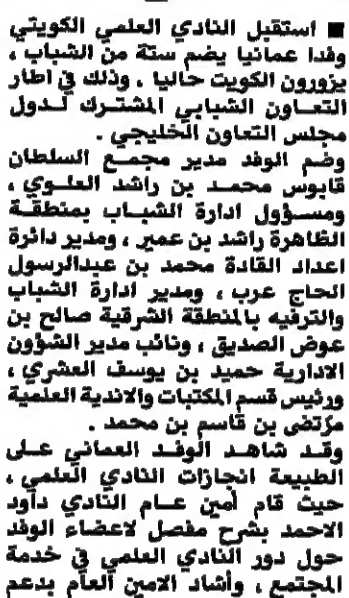 ■ استقبل النادي العلمي الكويتي
وفدا عمانيا يضم ستة من الشباب ،
يزورون الكويت حاليا ، وذلك في اطار
التعاون الشبابي المشترك لدول
مجلس التعاون الخليجي .
وضم الوفد مدير مجمع السلطان
قابوس محمد بن راشد العلوي ،
ومسؤول ادارة الشباب بمنطقة
الظاهرة راشد بن عمير ، ومدير دائرة
اعداد القادة محمد بن عبدالرسول
الحاج عرب ، ومدير ادارة الشباب
والترفيه بالمنطقة الشرقية صالح بن
عوض الصديق ، ونائب مدير الشؤون
الادارية حميد بن يوسف العشري ،
ورئيس قسم المكتبات والاندية العلمية
مرتضى بن قاسم بن محمد .
وقد شاهد الوفد العماني على
الطبيعة انجازات النادي العلمي ،
حيث قام أمين عام النادي داود
الاحمد بشرح مفصل لاعضاء الوفد
حول دور النادي العلمي في خدمة
المجتمع ، وأشاد الامين العام بدعم